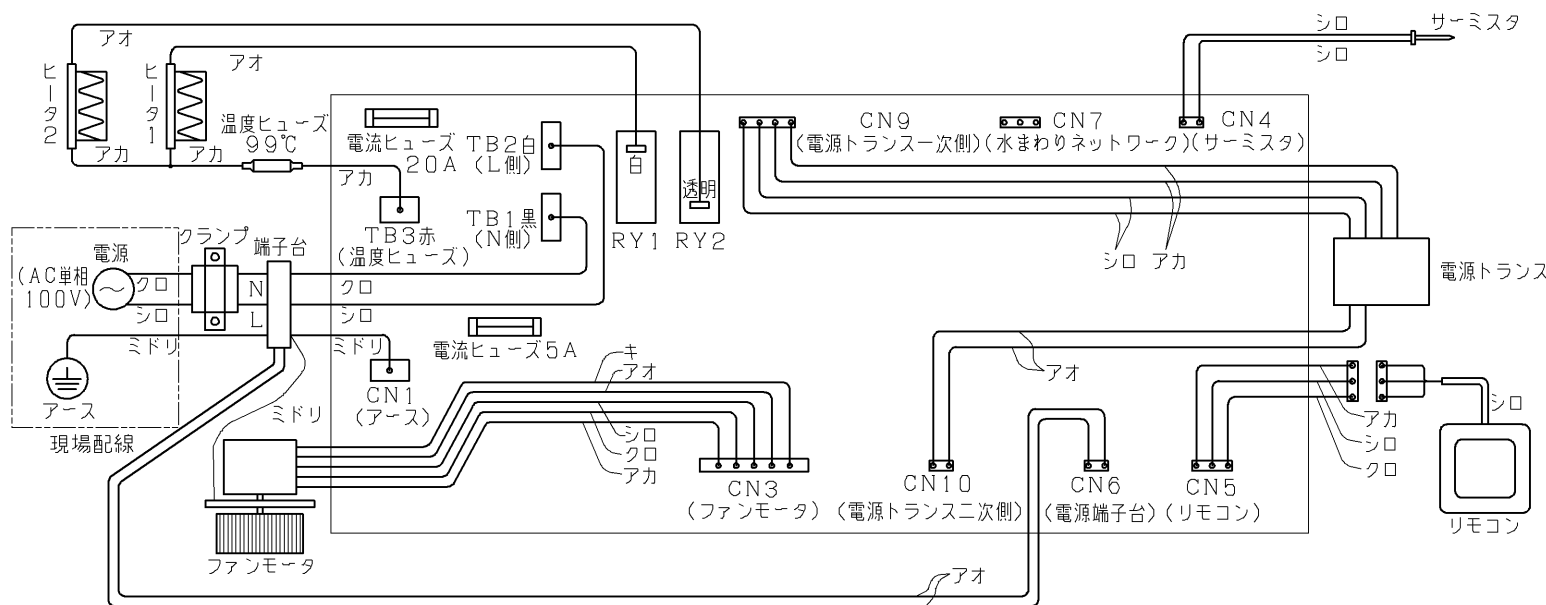 アオ
アオ
ヒータ2
ヒータ1
アカ
アカ
温度ヒューズ
99℃
アカ
電流ヒューズ
20A
TB2白
(L側)
TB1黒
(N側)
TB3赤
(温度ヒューズ)
白
RY1
透明
RY2
CN9
(電源トランス一次側)
CN7
(水まわりネットワーク)
CN4
(サーミスタ)
シロ
シロ
サーミスタ
シロ
アカ
電源トランス
電源
(AC単相
100V)
クロ
シロ
ミドリ
アース
現場配線
クランプ
端子台
N
L
クロ
シロ
ミドリ
CN1
(アース)
ミドリ
電流ヒューズ5A
キ
アオ
シロ
クロ
アカ
CN3
(ファンモータ)
ファンモータ
アオ
CN10
(電源トランス二次側)
CN6
(電源端子台)
CN5
(リモコン)
アカ
シロ
クロ
シロ
リモコン
アオ